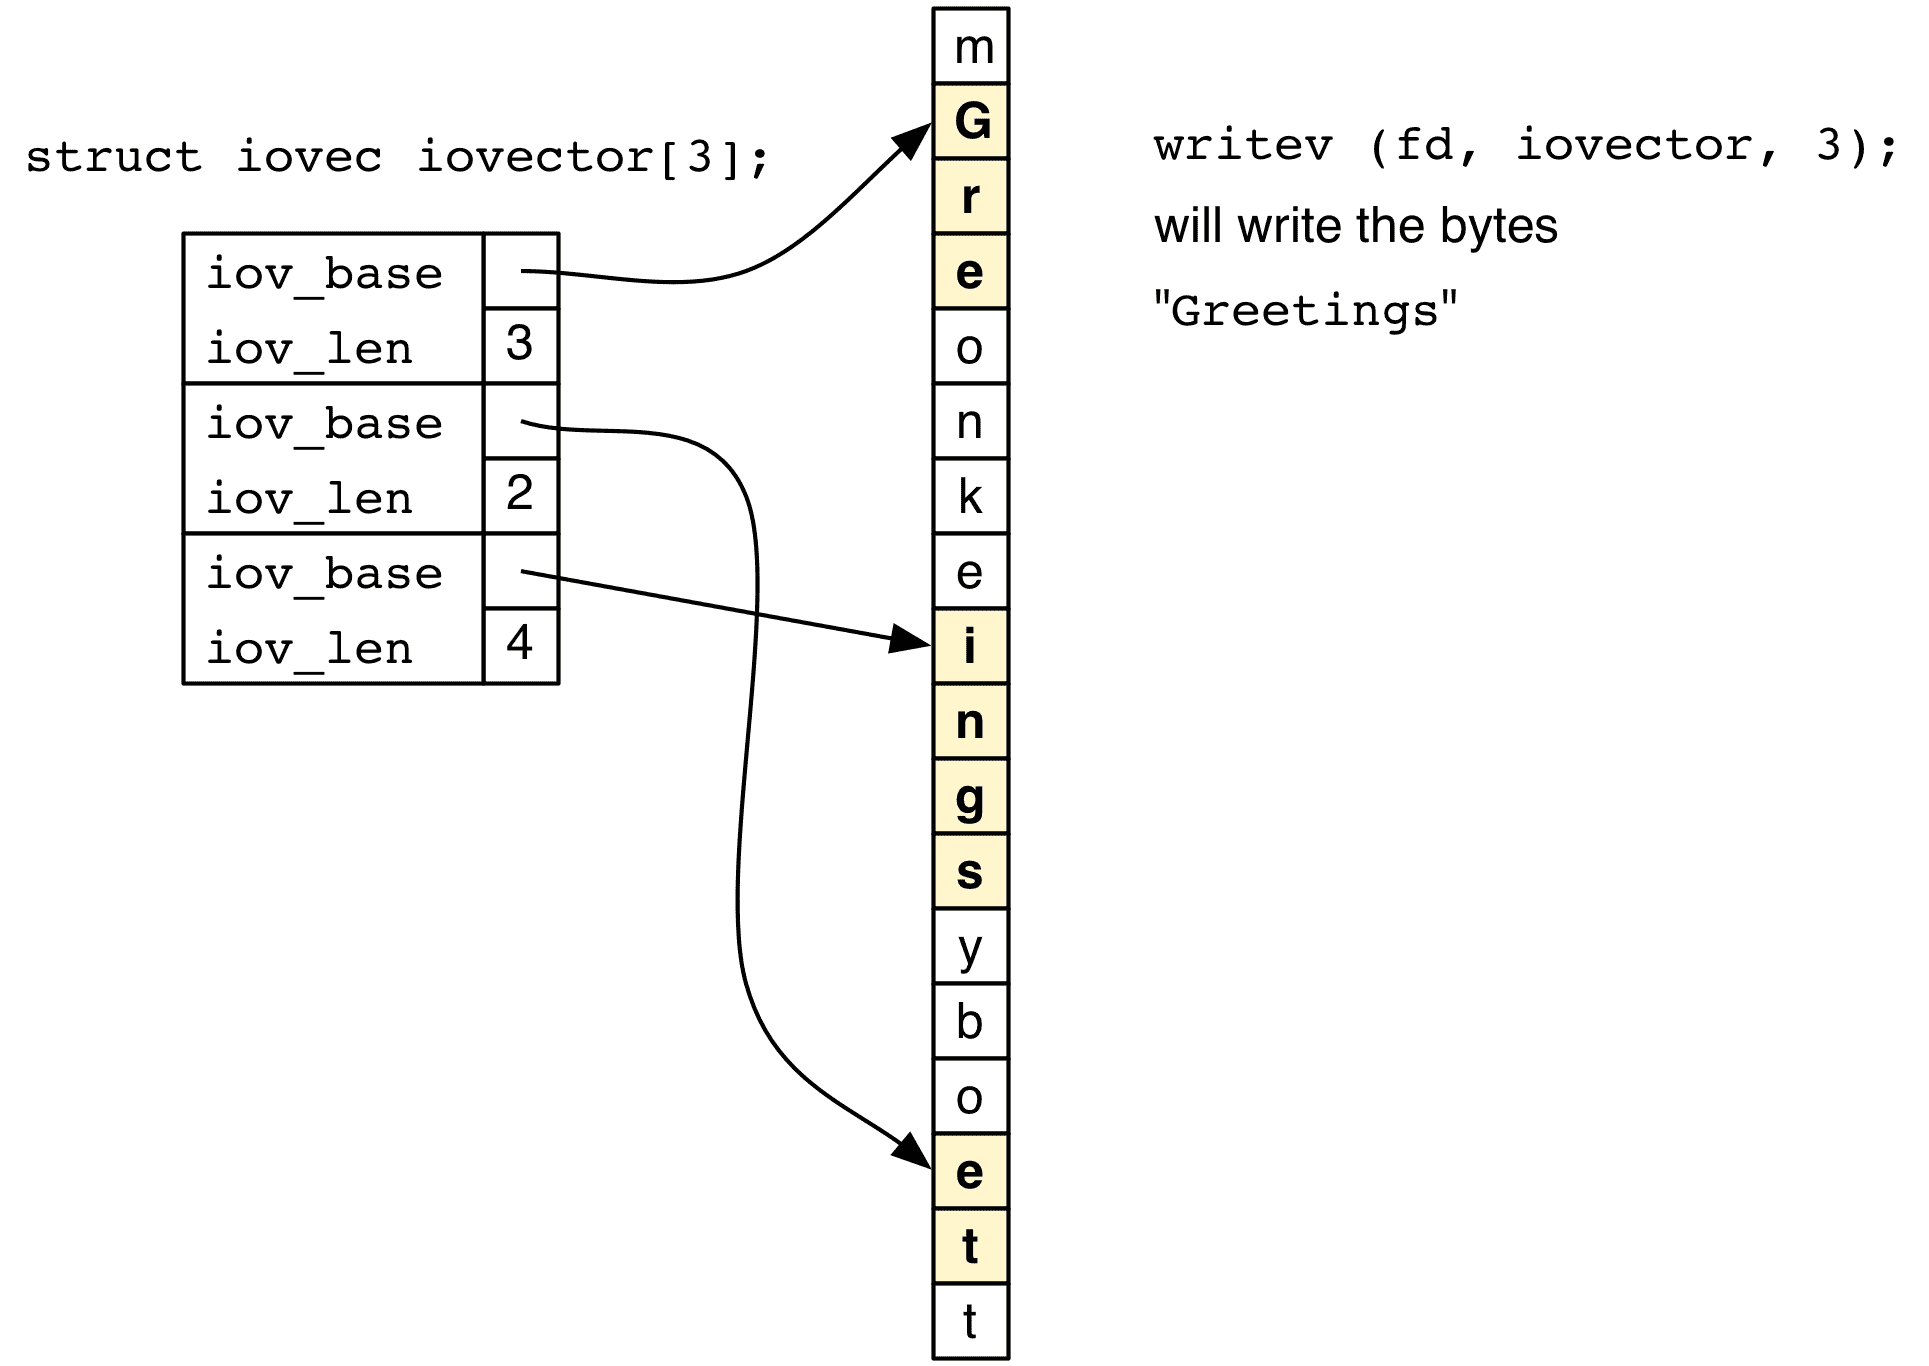 struct iovec iovector[3];
iov_base
iov_len 3
iov_base
iov_len 2
iov_base
iov_len 4
m
G
r
e
o
n
k
e
i
n
g
s
y
b
o
e
t
t
writev (fd, iovector, 3);
will write the bytes
"Greetings"